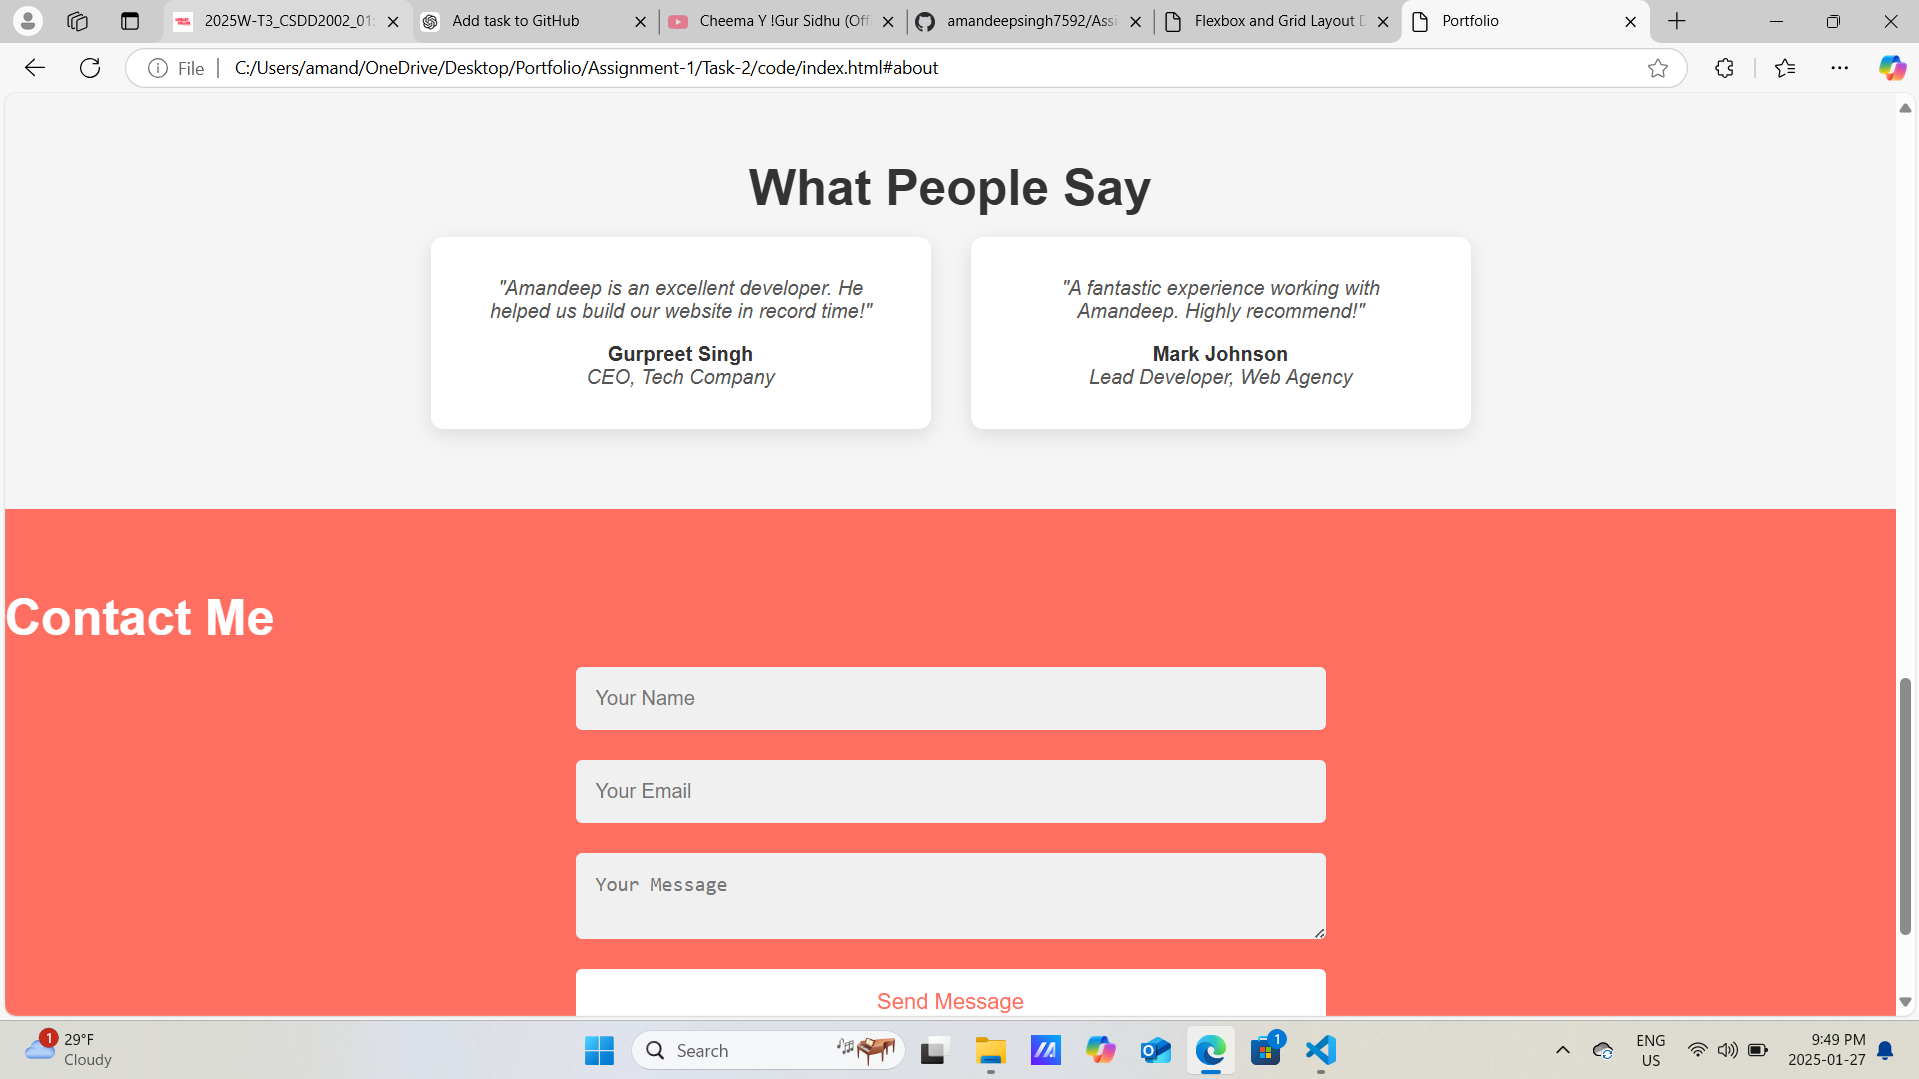 2025W-T3_CSDD2002_01:
Add task to GitHub
Cheema Y !Gur Sidhu (Offi
amandeepsingh7592/Assi
Flexbox and Grid Layout D
Portfolio
File
C:/Users/amand/OneDrive/Desktop/Portfolio/Assignment-1/Task-2/code/index.html#about
What People Say
"Amandeep is an excellent developer. He
helped us build our website in record time!"
Gurpreet Singh
CEO, Tech Company
"A fantastic experience working with
Amandeep. Highly recommend!"
Mark Johnson
Lead Developer, Web Agency
Contact Me
Your Name
Your Email
Your Message
Send Message
1
29°F
Cloudy
Search
1
ENG
US
9:49 PM
2025-01-27